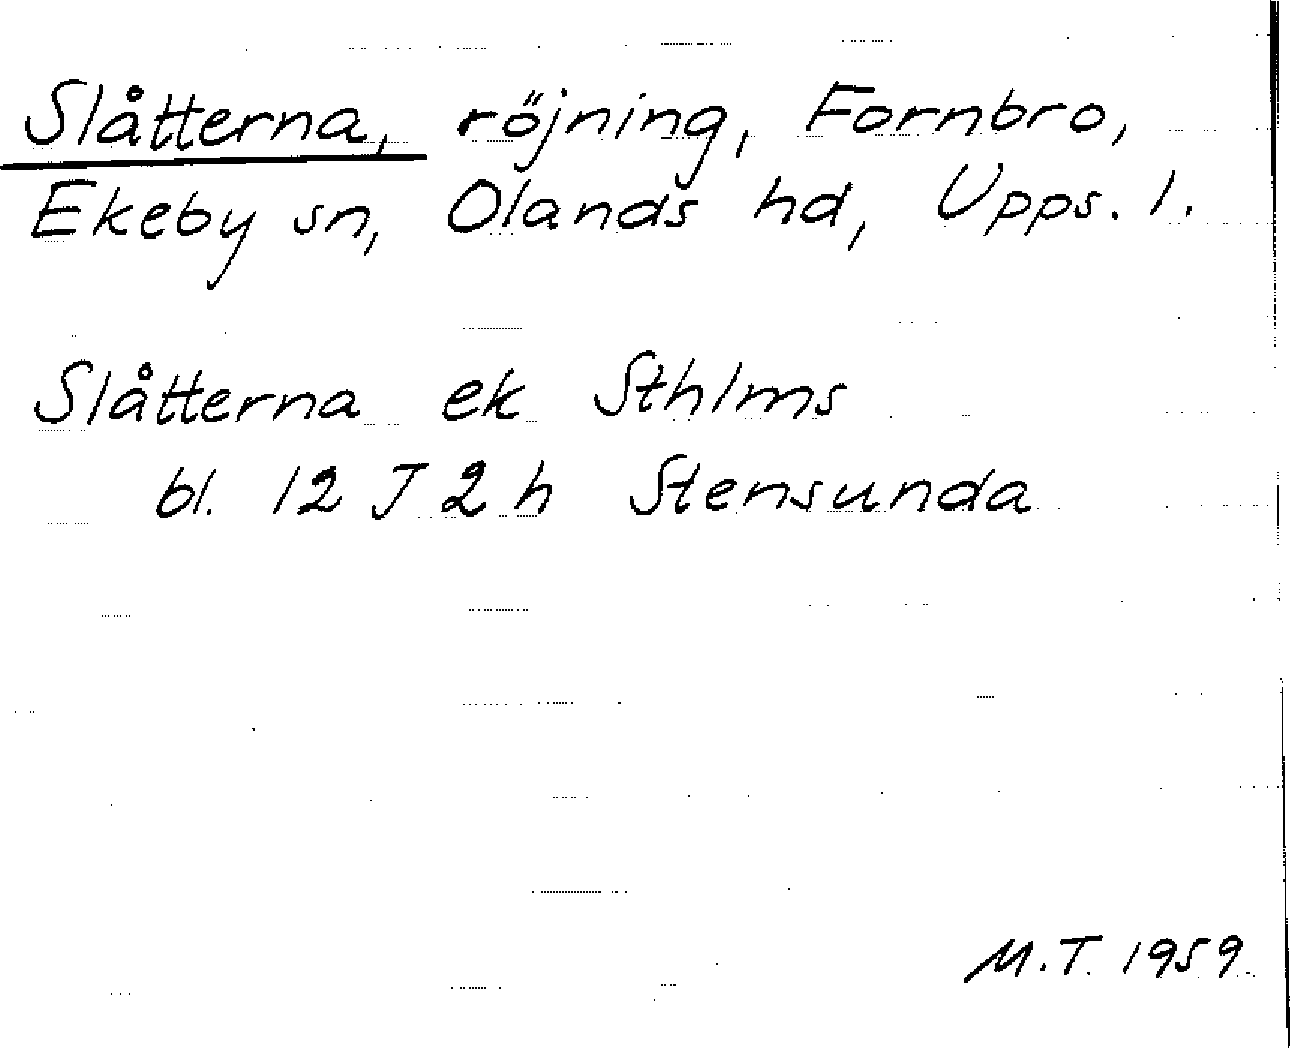 Slåtterna, röjning, Fornbro,
Ekeby sn, Olands hd, Upps. l.
Slåtterna ek Sthlms
bl. 12 J 2 h Stensunda
M.T. 1959.